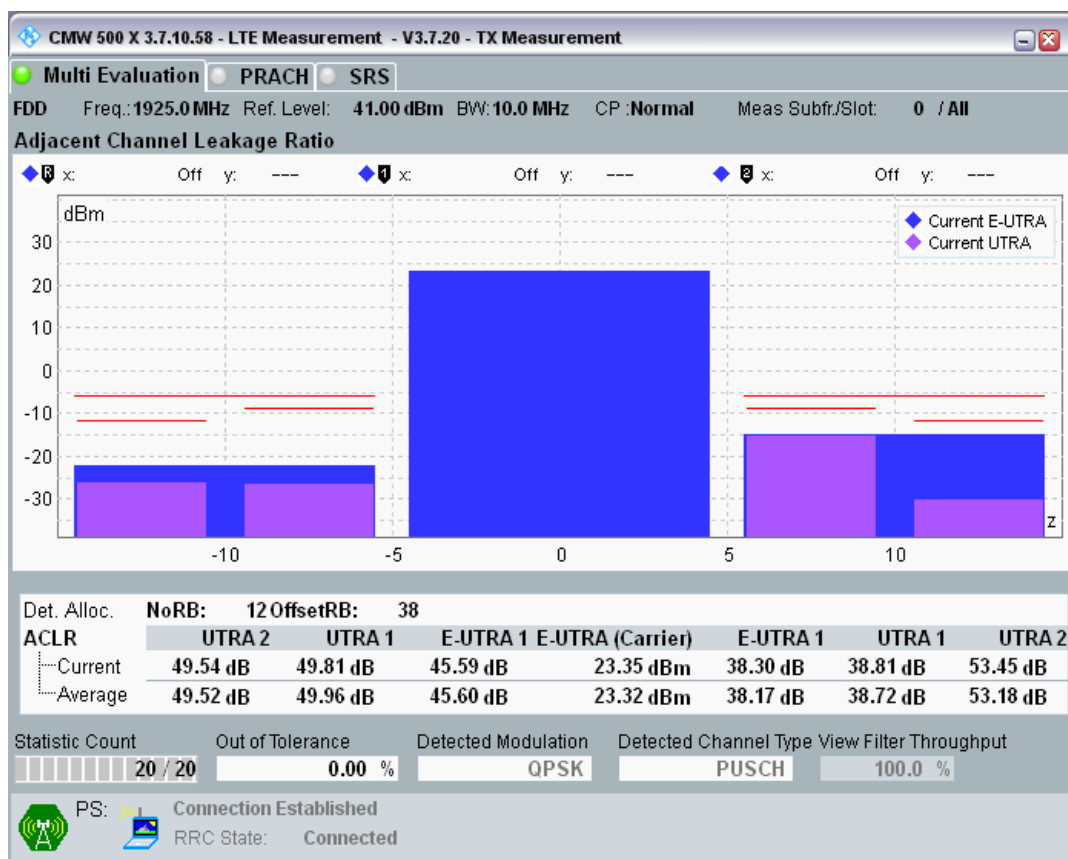 CMW 500 X 3.7.10.58 - LTE Measurement - V3.7.20 - TX Measurement
Multi Evaluation PRACH SRS
FDD Freq.: 1925.0 MHz Ref. Level: 41.00 dBm BW: 10.0 MHz CP :Normal Meas Subfr./Slot: 0 / All
Adjacent Channel Leakage Ratio
R x: Off y: --- 1 x: Off y: --- 2 x: Off y: ---
dBm
Current E-UTRA
Current UTRA
30
20
10
0
-10
-20
-30
z
-10 -5 0 5 10
Det. Alloc. NoRB: 12 OffsetRB: 38
ACLR UTRA 2 UTRA 1 E-UTRA 1 E-UTRA (Carrier) E-UTRA 1 UTRA 1 UTRA 2
Current 49.54 dB 49.81 dB 45.59 dB 23.35 dBm 38.30 dB 38.81 dB 53.45 dB
Average 49.52 dB 49.96 dB 45.60 dB 23.32 dBm 38.17 dB 38.72 dB 53.18 dB
Statistic Count Out of Tolerance Detected Modulation Detected Channel Type View Filter Throughput
20 / 20 0.00 % QPSK PUSCH 100.0 %
PS: Connection Established
RRC State: Connected